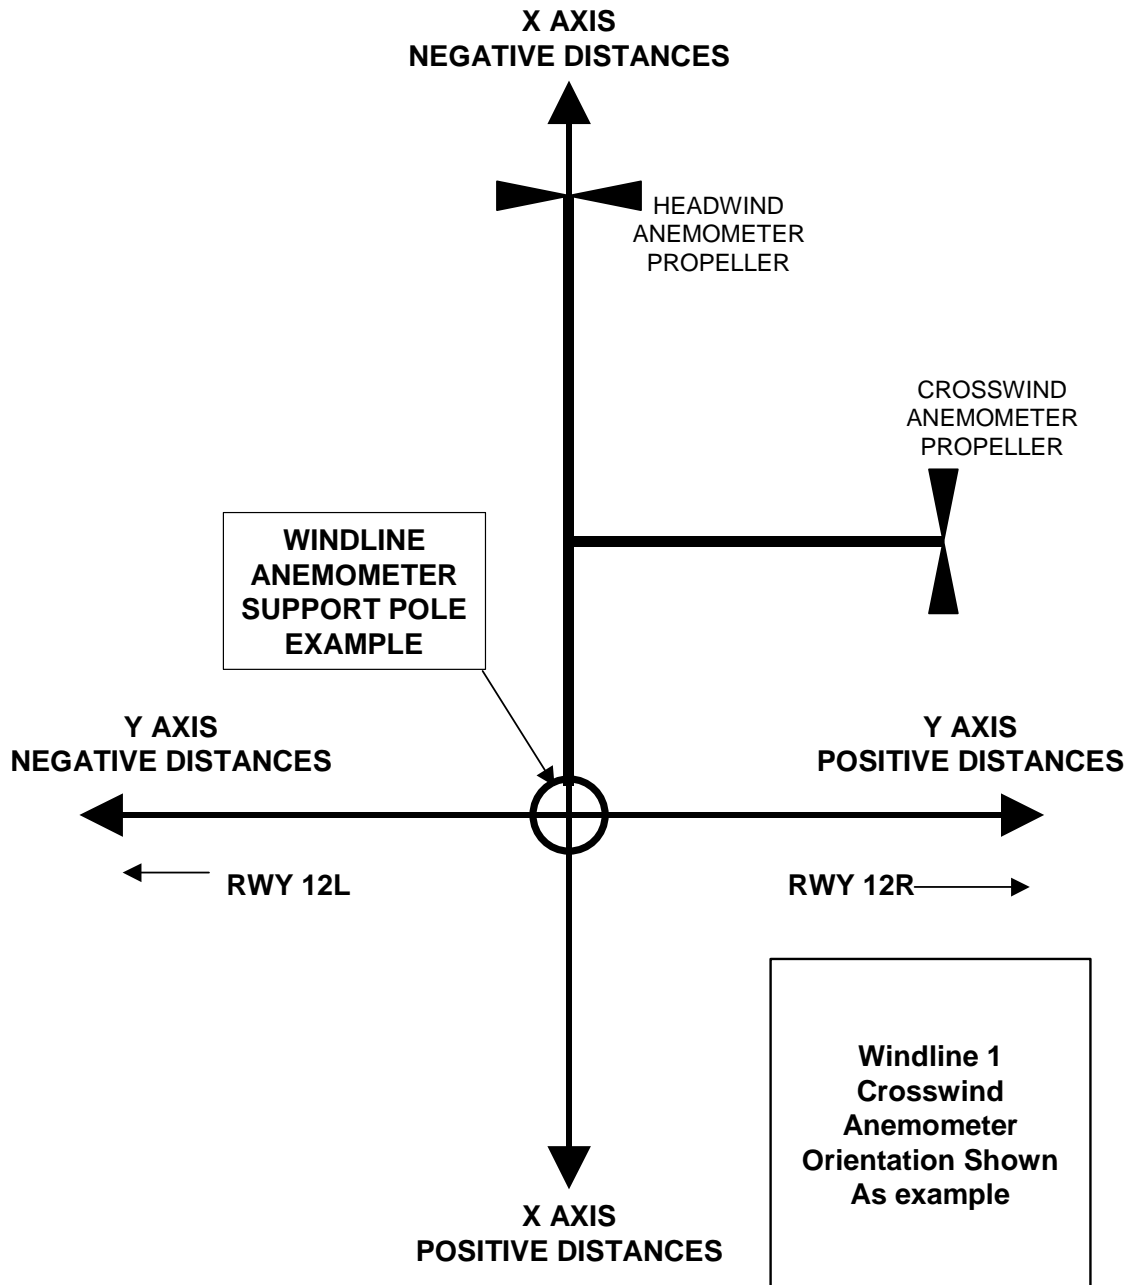 X AXIS
NEGATIVE DISTANCES
HEADWIND
ANEMOMETER
PROPELLER
CROSSWIND
ANEMOMETER
PROPELLER
WINDLINE
ANEMOMETER
SUPPORT POLE
EXAMPLE
Y AXIS
NEGATIVE DISTANCES
Y AXIS
POSITIVE DISTANCES
RWY 12L
RWY 12R
Windline 1
Crosswind
Anemometer
Orientation Shown
As example
X AXIS
POSITIVE DISTANCES